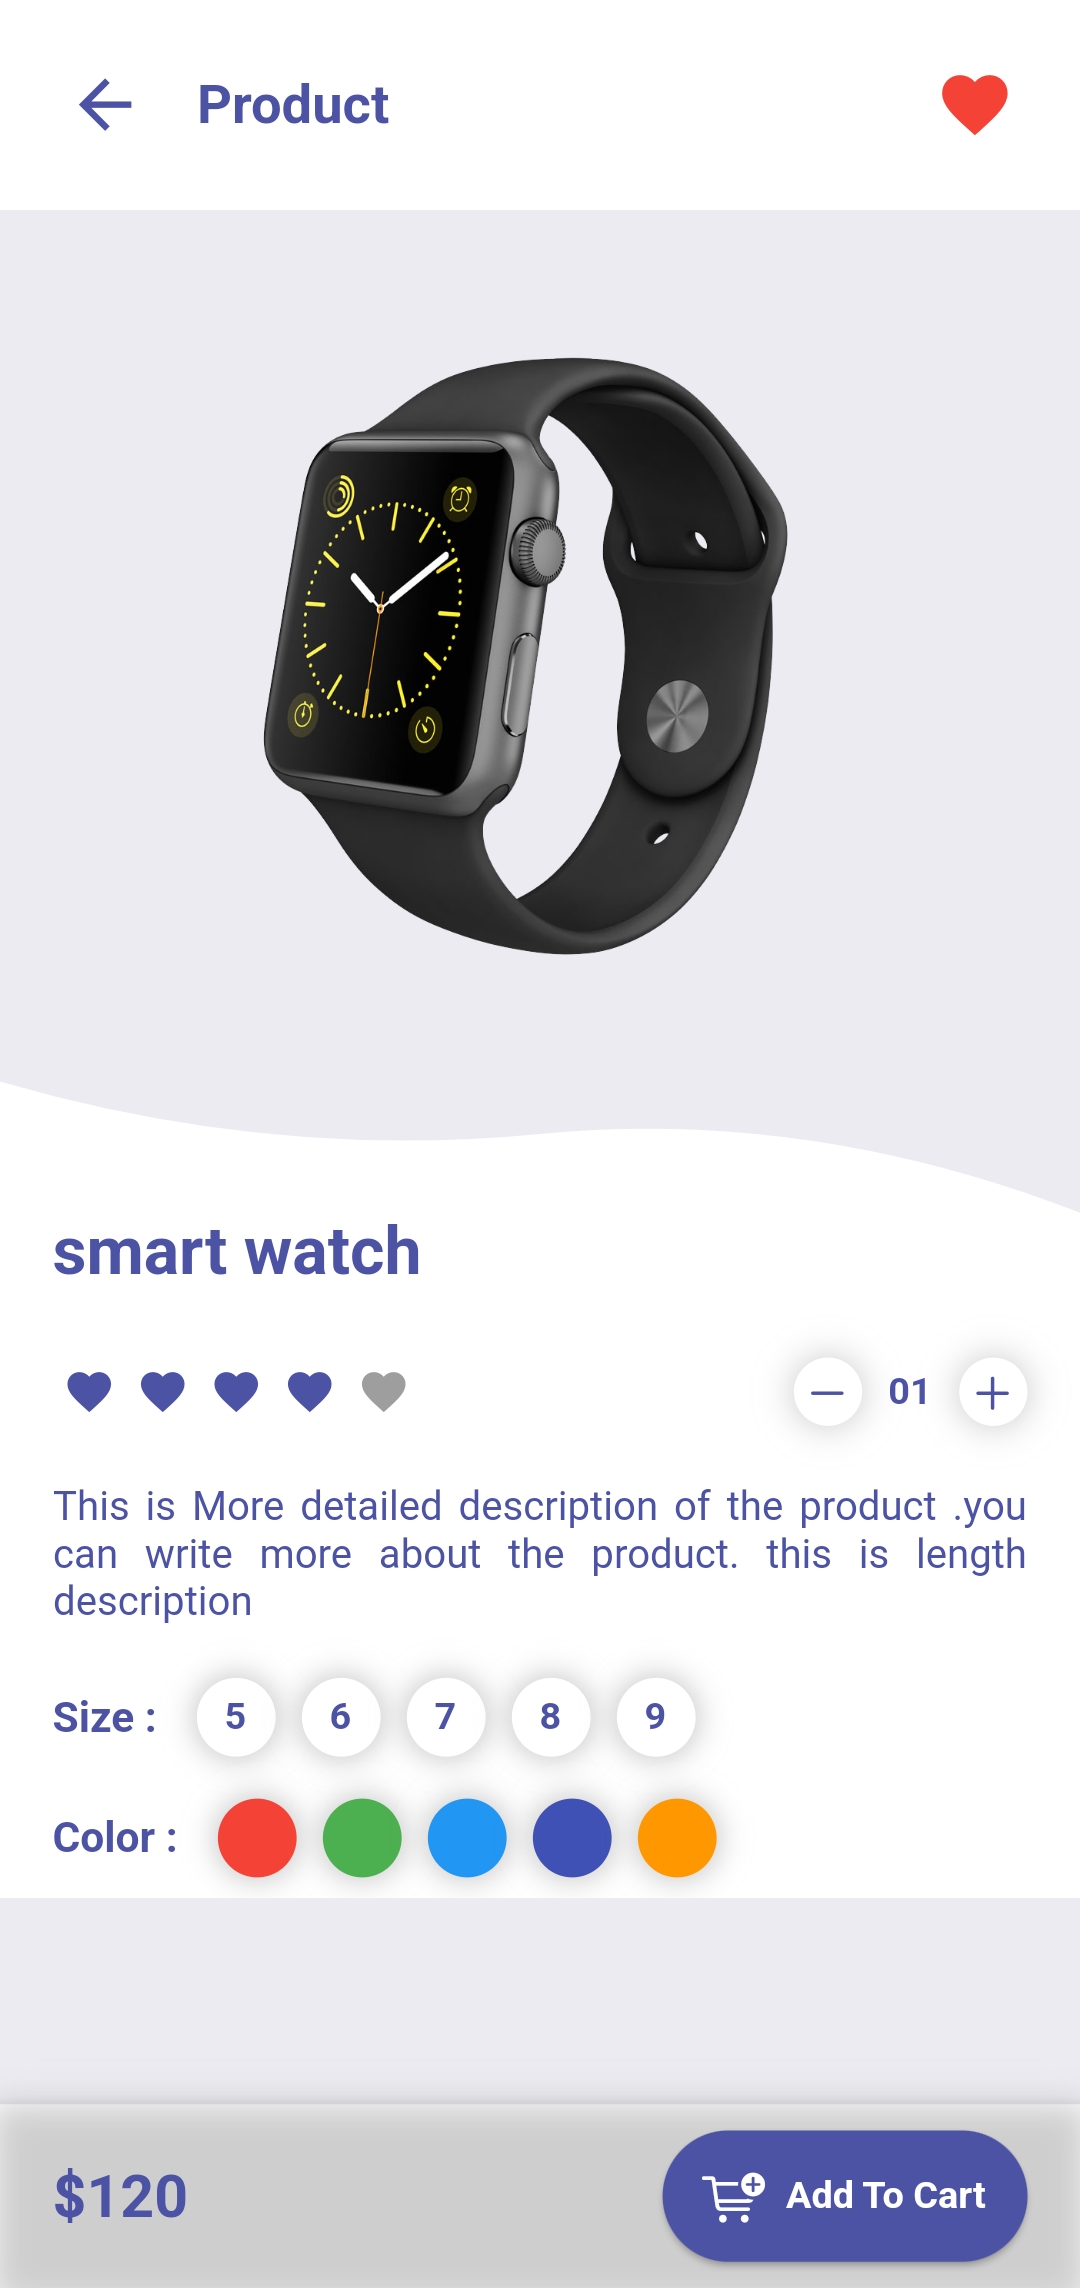 Product
smart watch
01
This is More detailed description of the product .you
can write more about the product. this is length
description
Size : 5 6 7 8 9
Color :
$120 Add To Cart